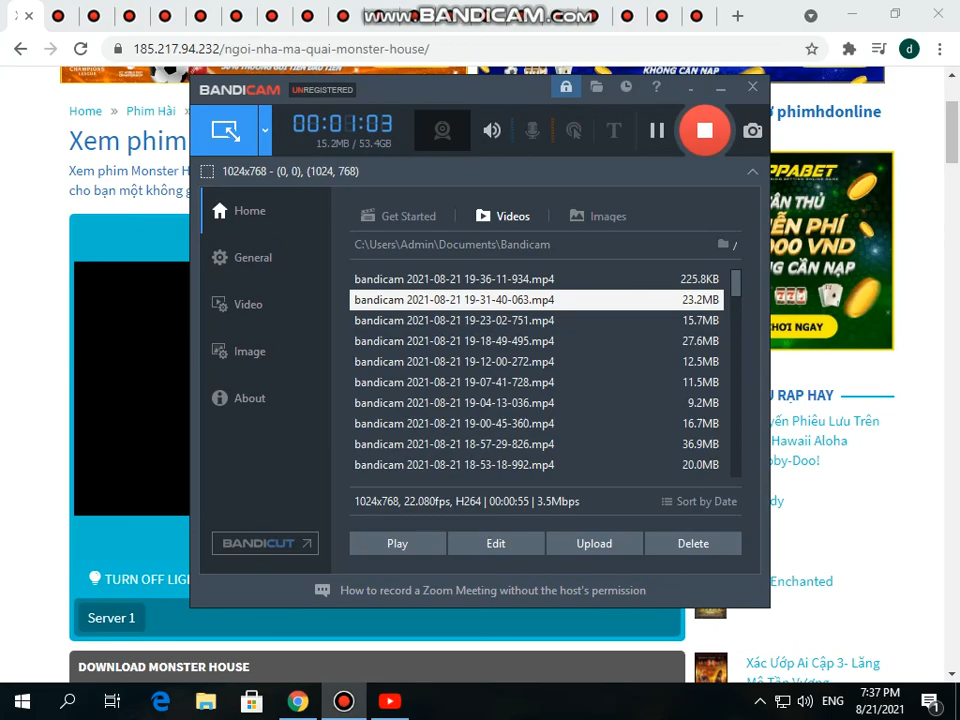 www.BANDICAM.com
185.217.94.232/ngoi-nha-ma-quai-monster-house/
d
Home » Phim Hài
Xem phim
Xem phim Monster H
cho bạn một không g
TURN OFF LIG
Server 1
DOWNLOAD MONSTER HOUSE
BANDICAM UNREGISTERED
?
00:01:03
15.2MB / 53.4GB
T
1024x768 - (0, 0), (1024, 768)
Home
General
Video
Image
About
BANDICUT
Get Started
Videos
Images
C:\Users\Admin\Documents\Bandicam
/
bandicam 2021-08-21 19-36-11-934.mp4 225.8KB
bandicam 2021-08-21 19-31-40-063.mp4 23.2MB
bandicam 2021-08-21 19-23-02-751.mp4 15.7MB
bandicam 2021-08-21 19-18-49-495.mp4 27.6MB
bandicam 2021-08-21 19-12-00-272.mp4 12.5MB
bandicam 2021-08-21 19-07-41-728.mp4 11.5MB
bandicam 2021-08-21 19-04-13-036.mp4 9.2MB
bandicam 2021-08-21 19-00-45-360.mp4 16.7MB
bandicam 2021-08-21 18-57-29-826.mp4 36.9MB
bandicam 2021-08-21 18-53-18-992.mp4 20.0MB
1024x768, 22.080fps, H264 | 00:00:55 | 3.5Mbps
Sort by Date
Play
Edit
Upload
Delete
How to record a Zoom Meeting without the host's permission
phimhdonline
PPABET
ÂN THỦ
ỄN PHÍ
000 VND
NG CẦN NẠP
HƠI NGAY
U RẠP HAY
yến Phiêu Lưu Trên
Hawaii Aloha
by-Doo!
dy
Enchanted
Xác Ướp Ai Cập 3- Lăng
ENG
7:37 PM
8/21/2021
1